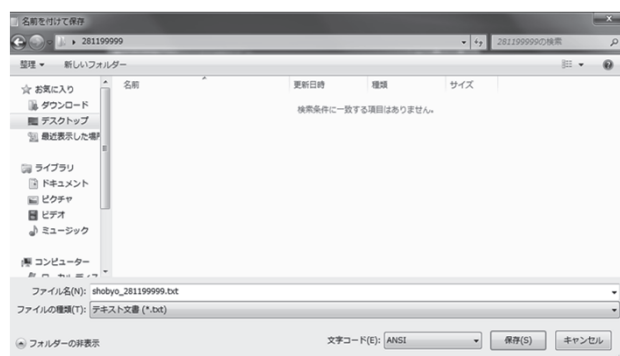 名前を付けて保存
281199999
281199999の検索
整理 新しいフォルダー
名前 更新日時 種類 サイズ
検索条件に一致する項目はありません。
お気に入り
ダウンロード
デスクトップ
最近表示した場所
ライブラリ
ドキュメント
ピクチャ
ビデオ
ミュージック
コンピューター
ファイル名(N): shobyo_281199999.txt
ファイルの種類(T): テキスト文書 (*.txt)
フォルダーの非表示 文字コード(E): ANSI 保存(S) キャンセル